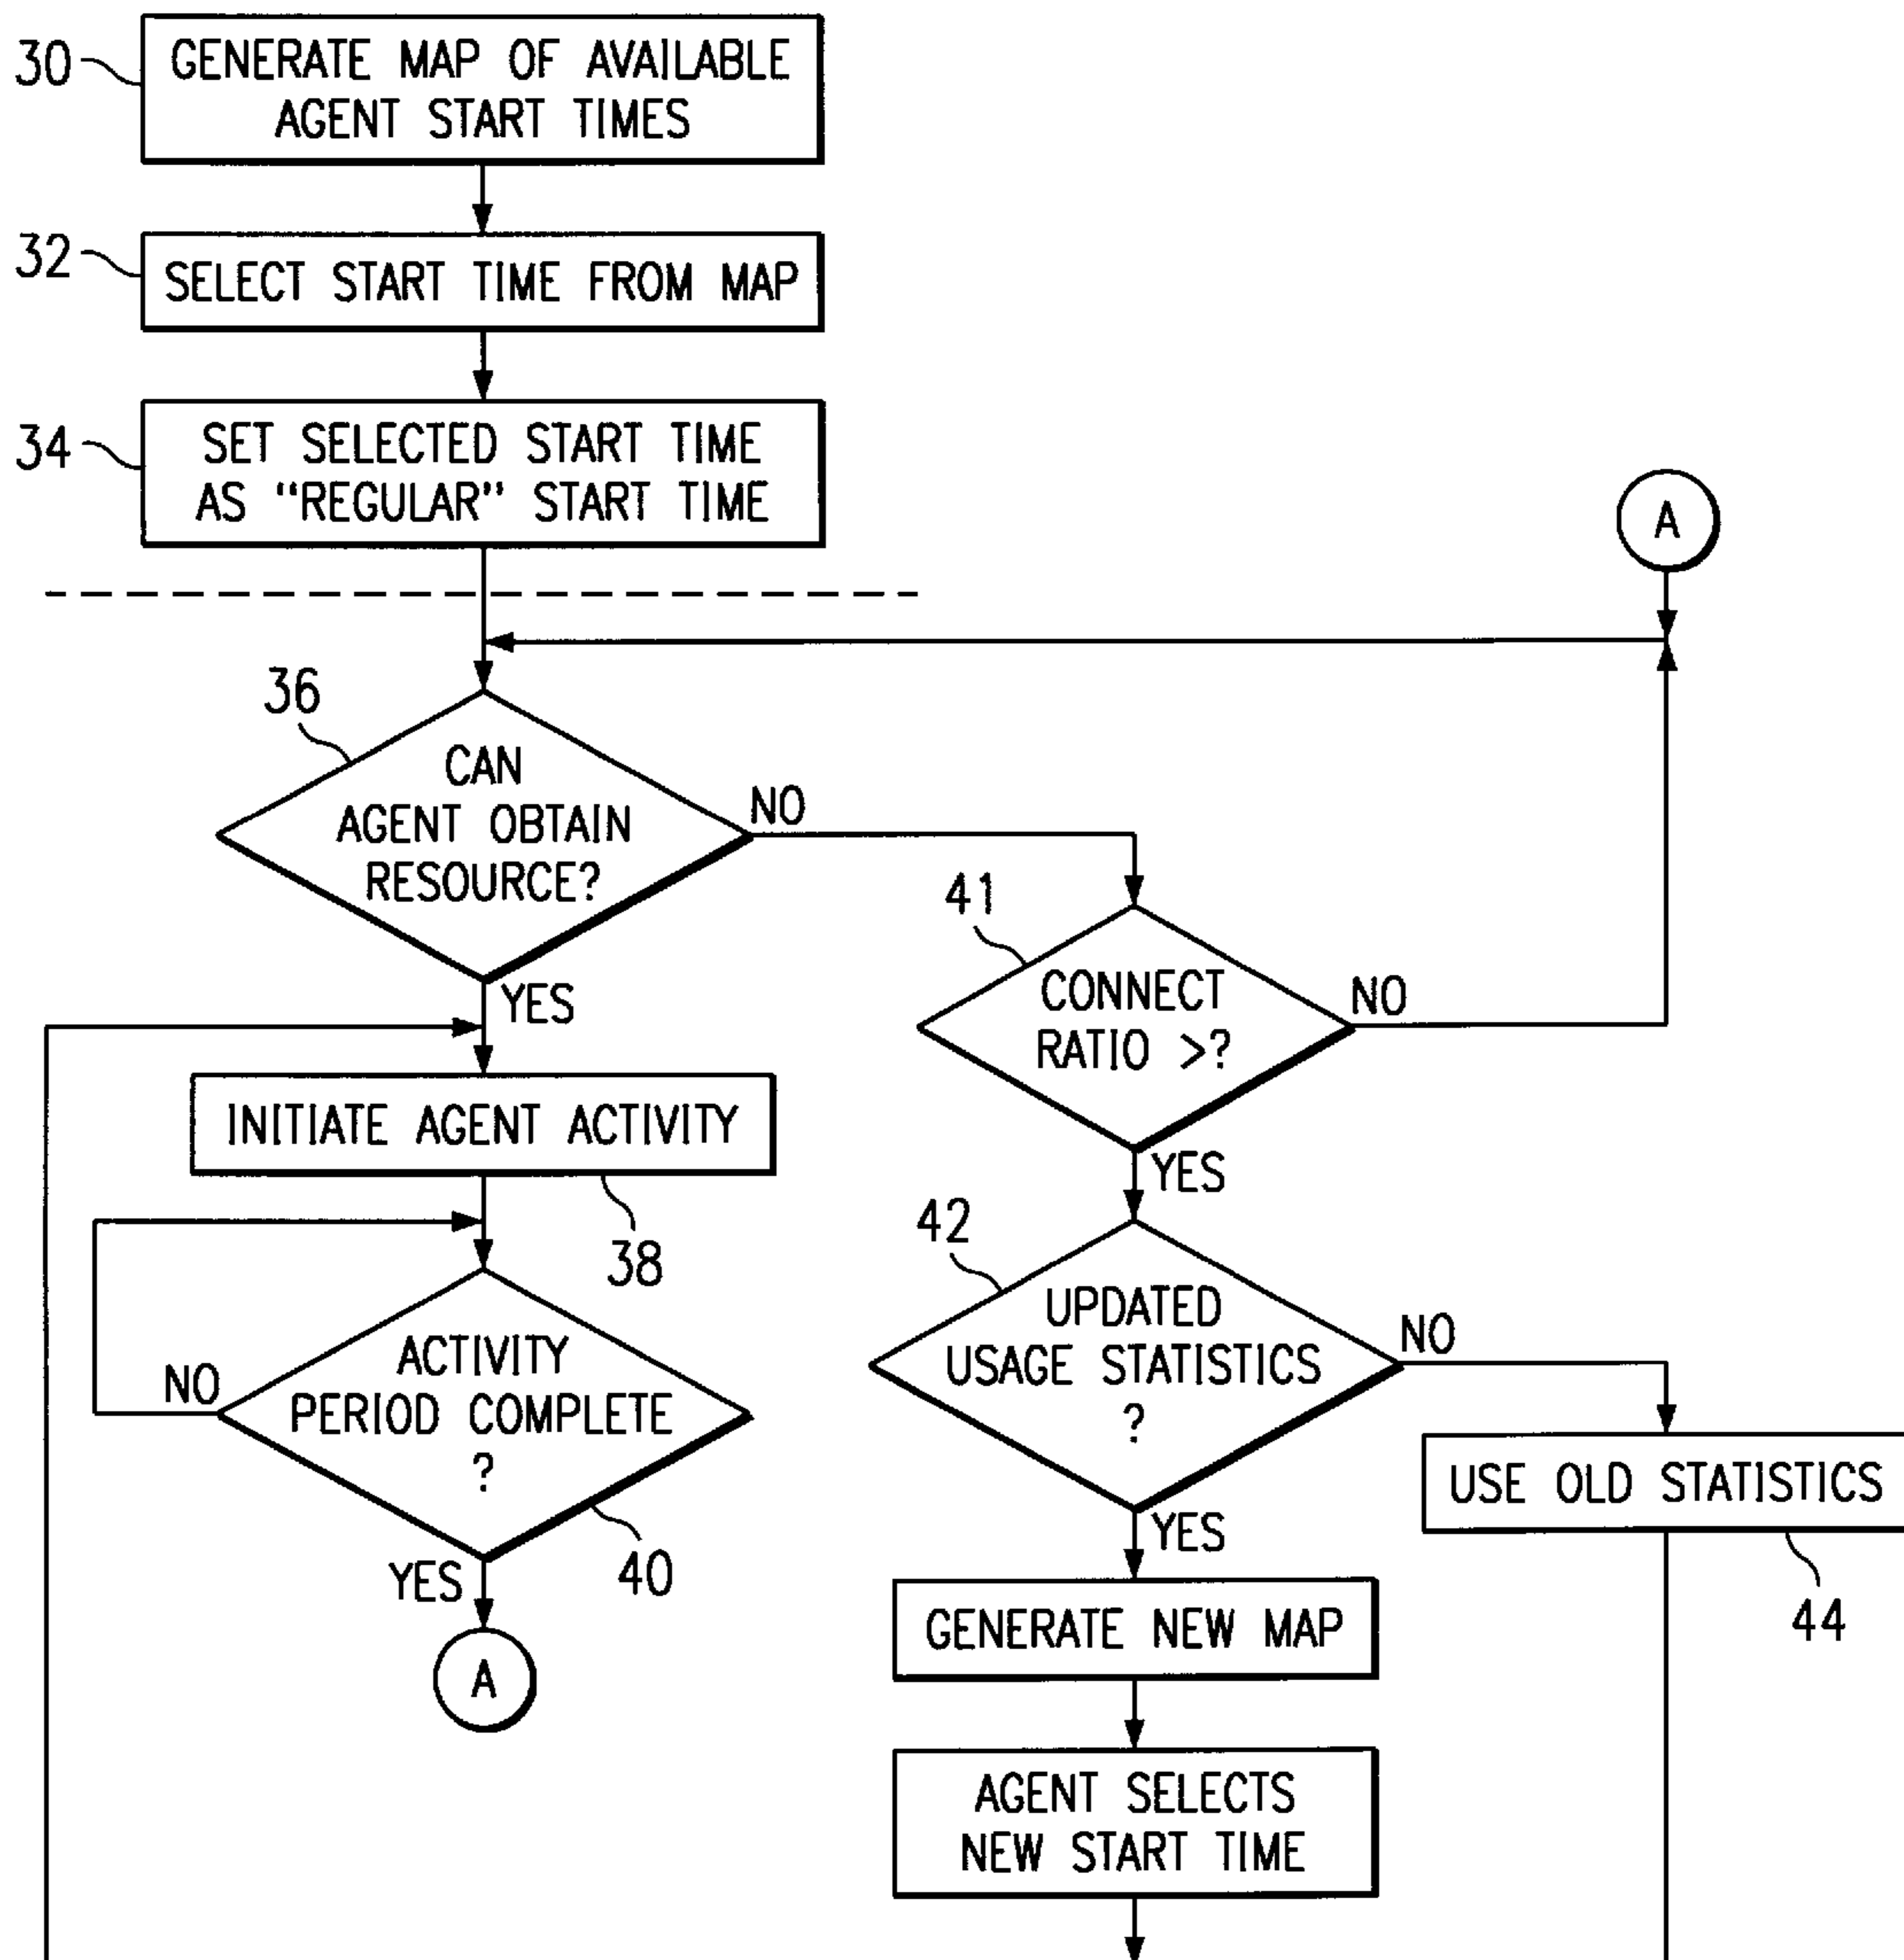 30
GENERATE MAP OF AVAILABLE
AGENT START TIMES
32
SELECT START TIME FROM MAP
34
SET SELECTED START TIME
AS "REGULAR" START TIME
A
36
CAN
AGENT OBTAIN
RESOURCE?
NO
YES
41
CONNECT
RATIO >?
NO
YES
INITIATE AGENT ACTIVITY
38
42
UPDATED
USAGE STATISTICS
?
NO
YES
ACTIVITY
PERIOD COMPLETE
?
NO
YES
40
A
USE OLD STATISTICS
44
GENERATE NEW MAP
AGENT SELECTS
NEW START TIME